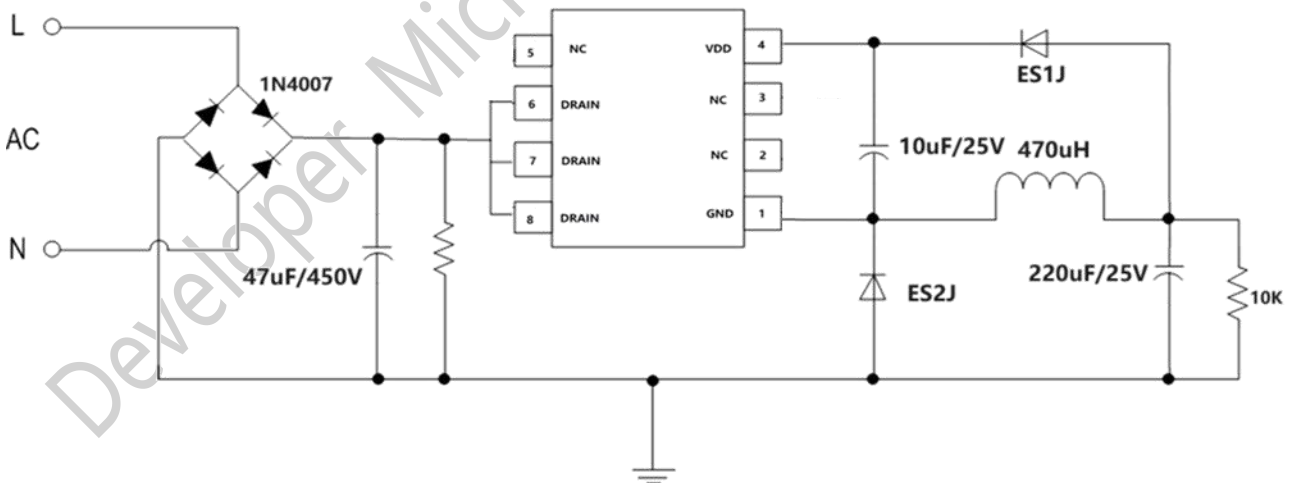 L
AC
N
1N4007
47uF/450V
5 NC
6 DRAIN
7 DRAIN
8 DRAIN
VDD 4
NC 3
NC 2
GND 1
ES1J
10uF/25V 470uH
ES2J
220uF/25V
10K
Developer